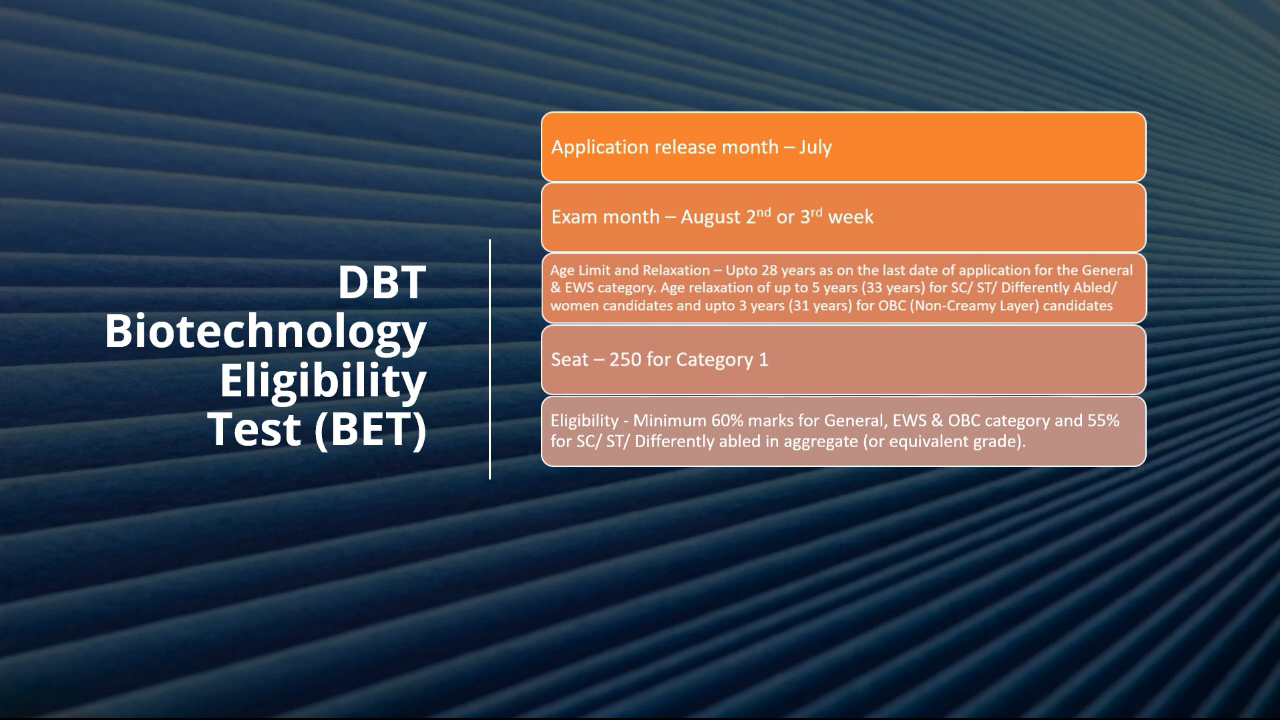 DBT
Biotechnology
Eligibility
Test (BET)
Application release month – July
Exam month – August 2nd or 3rd week
Age Limit and Relaxation – Upto 28 years as on the last date of application for the General
& EWS category. Age relaxation of up to 5 years (33 years) for SC/ ST/ Differently Abled/
women candidates and upto 3 years (31 years) for OBC (Non-Creamy Layer) candidates
Seat – 250 for Category 1
Eligibility - Minimum 60% marks for General, EWS & OBC category and 55%
for SC/ ST/ Differently abled in aggregate (or equivalent grade).